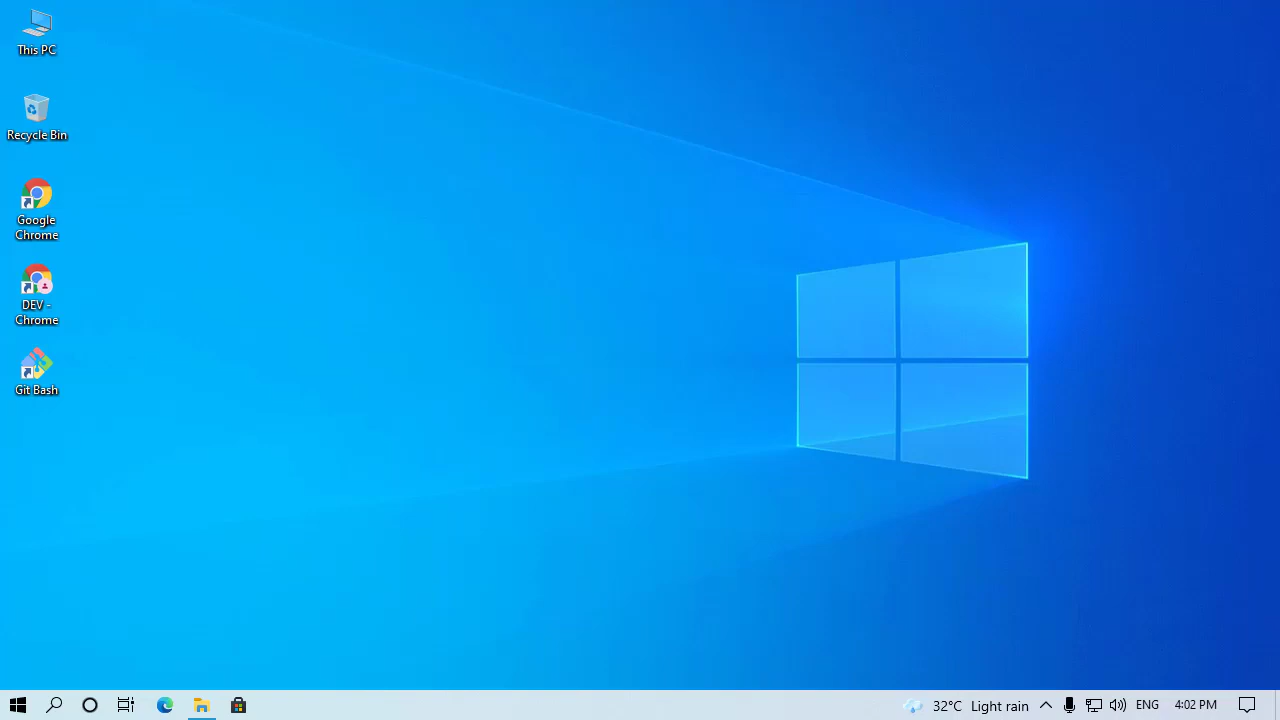 This PC
Recycle Bin
Google
Chrome
DEV -
Chrome
Git Bash
32°C Light rain
ENG
4:02 PM